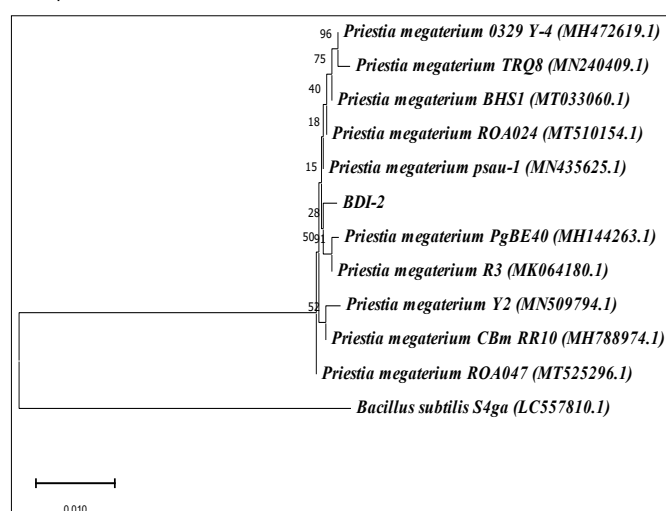 96
Priestia megaterium 0329 Y-4 (MH472619.1)
75
Priestia megaterium TRQ8 (MN240409.1)
40
Priestia megaterium BHS1 (MT033060.1)
18
Priestia megaterium ROA024 (MT510154.1)
15
Priestia megaterium psau-1 (MN435625.1)
BDI-2
28
50
91
Priestia megaterium PgBE40 (MH144263.1)
Priestia megaterium R3 (MK064180.1)
52
Priestia megaterium Y2 (MN509794.1)
Priestia megaterium CBm RR10 (MH788974.1)
Priestia megaterium ROA047 (MT525296.1)
Bacillus subtilis S4ga (LC557810.1)
0.010